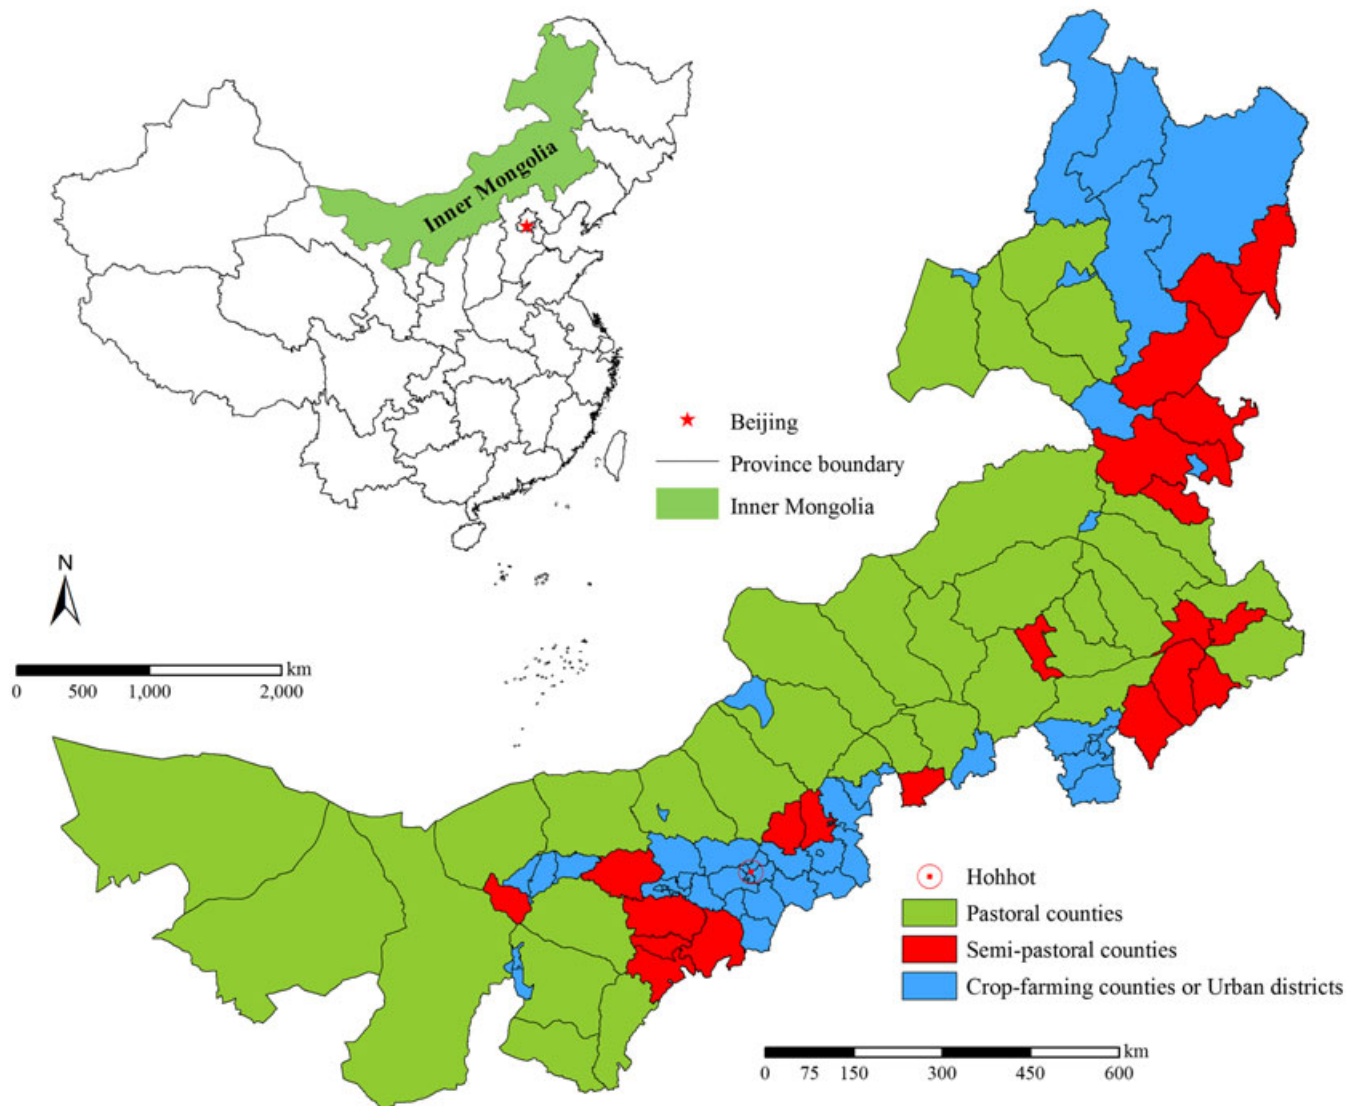 Inner Mongolia
Beijing
Province boundary
Inner Mongolia
N
km
0 500 1,000 2,000
Hohhot
Pastoral counties
Semi-pastoral counties
Crop-farming counties or Urban districts
km
0 75 150 300 450 600